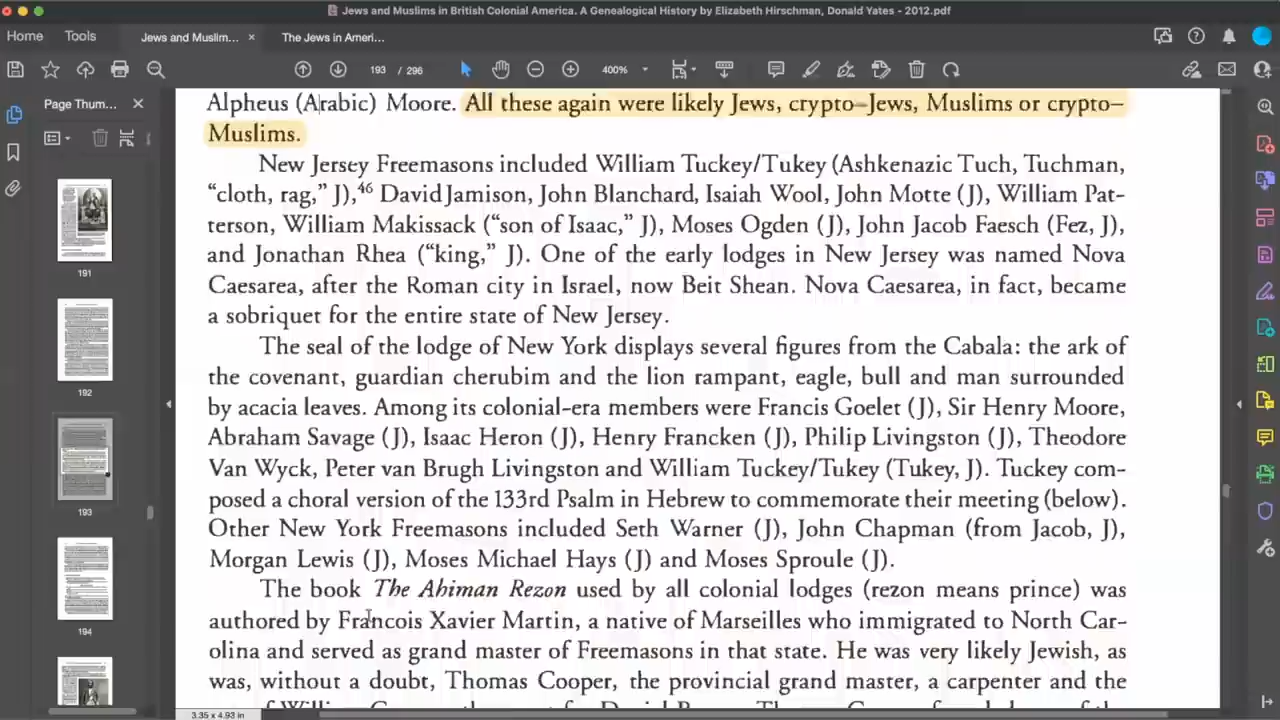 Jews and Muslims in British Colonial America. A Genealogical History by Elizabeth Hirschman, Donald Yates - 2012.pdf
Home Tools Jews and Muslim... × The Jews in Ameri...
193 / 296 400%
Page Thum...
191
192
193
194
Alpheus (Arabic) Moore. All these again were likely Jews, crypto–Jews, Muslims or crypto–
Muslims.
New Jersey Freemasons included William Tuckey/Tukey (Ashkenazic Tuch, Tuchman,
“cloth, rag,” J),46 David Jamison, John Blanchard, Isaiah Wool, John Motte (J), William Pat-
terson, William Makissack (“son of Isaac,” J), Moses Ogden (J), John Jacob Faesch (Fez, J),
and Jonathan Rhea (“king,” J). One of the early lodges in New Jersey was named Nova
Caesarea, after the Roman city in Israel, now Beit Shean. Nova Caesarea, in fact, became
a sobriquet for the entire state of New Jersey.
The seal of the lodge of New York displays several figures from the Cabala: the ark of
the covenant, guardian cherubim and the lion rampant, eagle, bull and man surrounded
by acacia leaves. Among its colonial-era members were Francis Goelet (J), Sir Henry Moore,
Abraham Savage (J), Isaac Heron (J), Henry Francken (J), Philip Livingston (J), Theodore
Van Wyck, Peter van Brugh Livingston and William Tuckey/Tukey (Tukey, J). Tuckey com-
posed a choral version of the 133rd Psalm in Hebrew to commemorate their meeting (below).
Other New York Freemasons included Seth Warner (J), John Chapman (from Jacob, J),
Morgan Lewis (J), Moses Michael Hays (J) and Moses Sproule (J).
The book The Ahiman Rezon used by all colonial lodges (rezon means prince) was
authored by Francois Xavier Martin, a native of Marseilles who immigrated to North Car-
olina and served as grand master of Freemasons in that state. He was very likely Jewish, as
was, without a doubt, Thomas Cooper, the provincial grand master, a carpenter and the
3.35 x 4.93 in